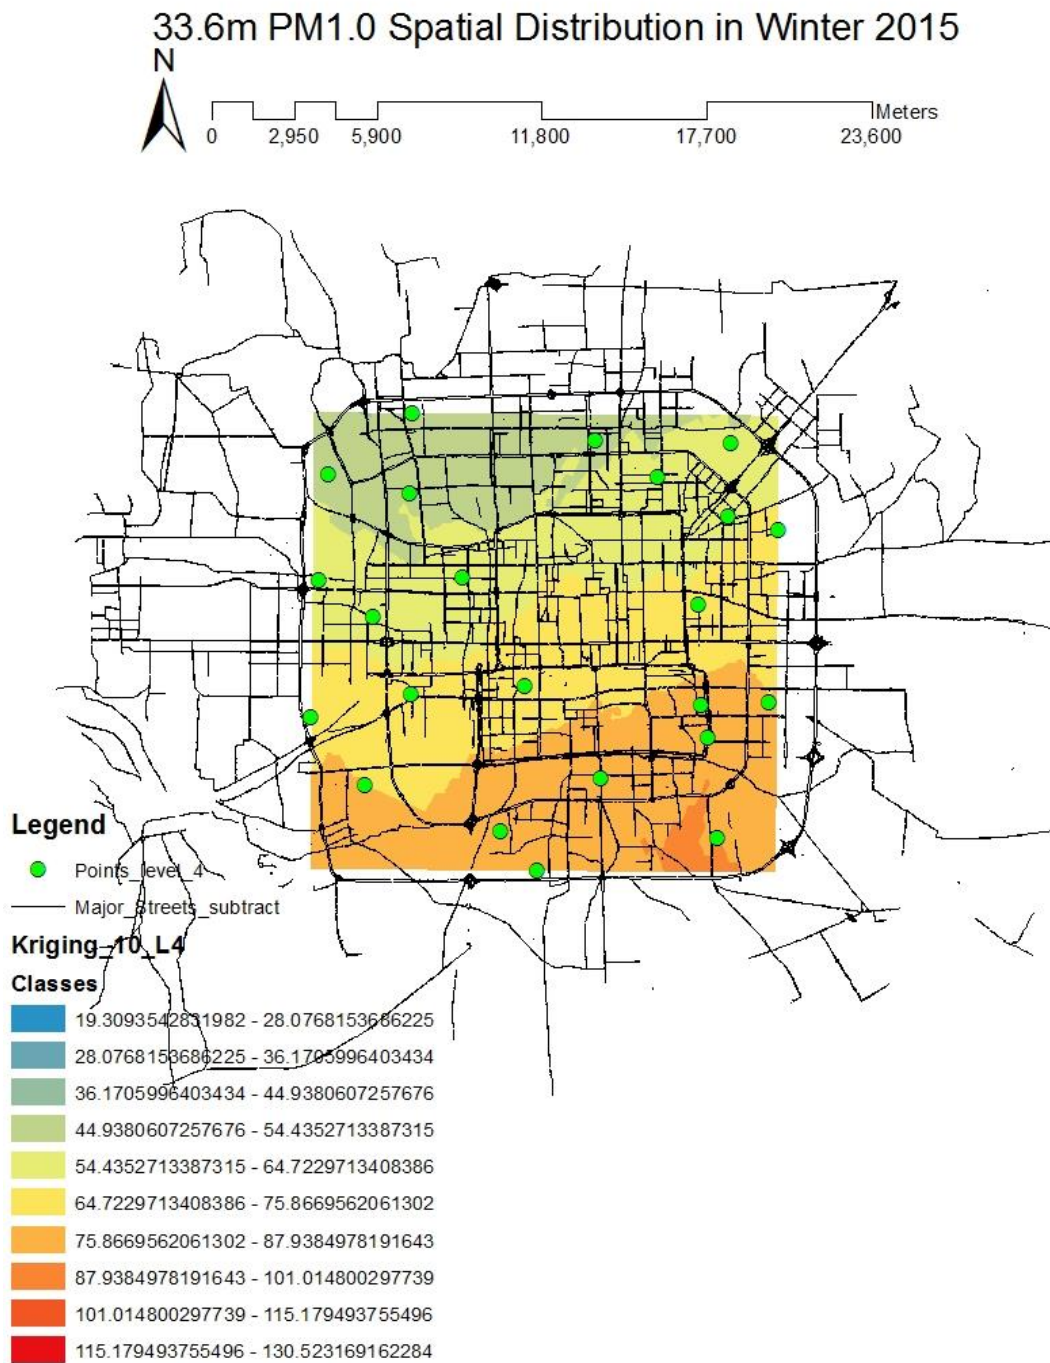 33.6m PM1.0 Spatial Distribution in Winter 2015
N
Meters
0 2,950 5,900 11,800 17,700 23,600
Legend
Points_level_4
Major_Streets_subtract
Kriging_10_L4
Classes
19.3093542831982 - 28.0768153686225
28.0768153686225 - 36.1705996403434
36.1705996403434 - 44.9380607257676
44.9380607257676 - 54.4352713387315
54.4352713387315 - 64.7229713408386
64.7229713408386 - 75.8669562061302
75.8669562061302 - 87.9384978191643
87.9384978191643 - 101.014800297739
101.014800297739 - 115.179493755496
115.179493755496 - 130.523169162284